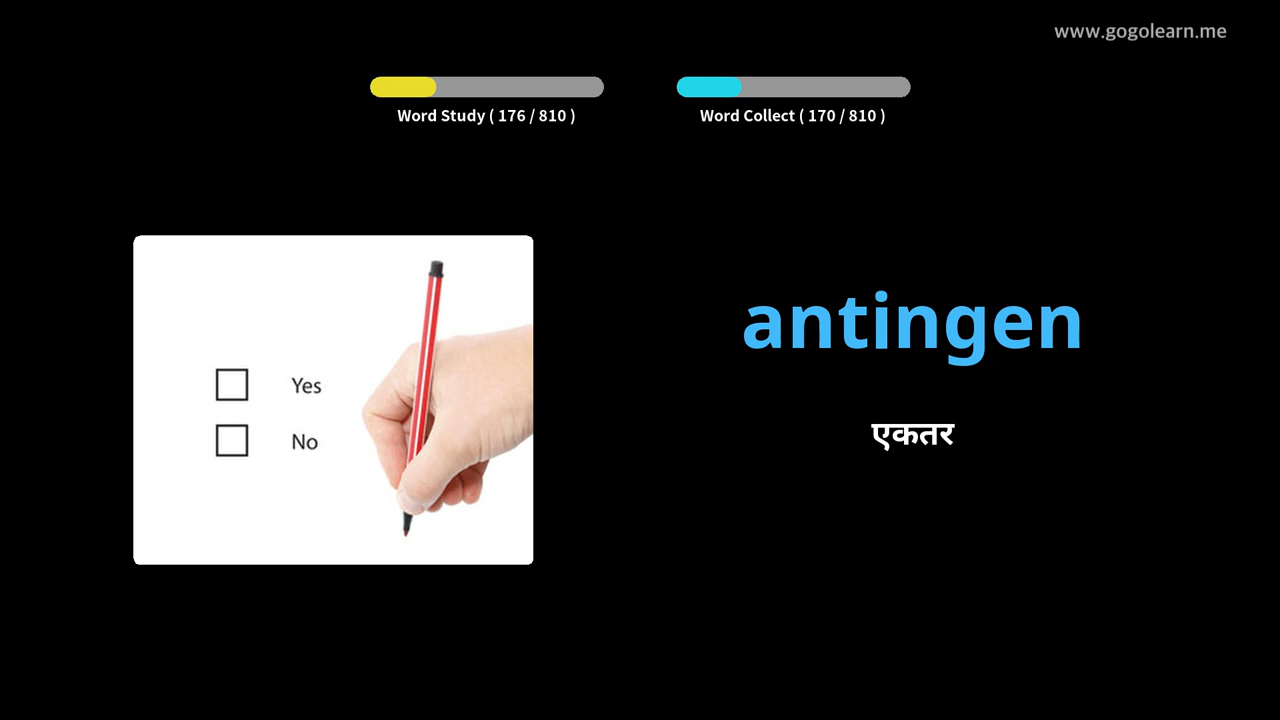 www.gogolearn.me
Word Study ( 176 / 810 )
Word Collect ( 170 / 810 )
Yes
No
antingen
एकतर